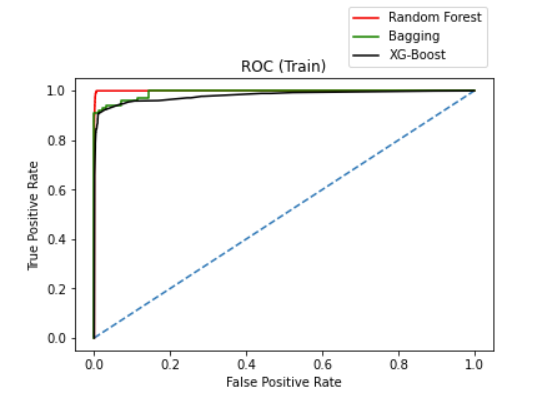 Random Forest
Bagging
XG-Boost
ROC (Train)
1.0
0.8
0.6
0.4
0.2
0.0
True Positive Rate
0.0 0.2 0.4 0.6 0.8 1.0
False Positive Rate